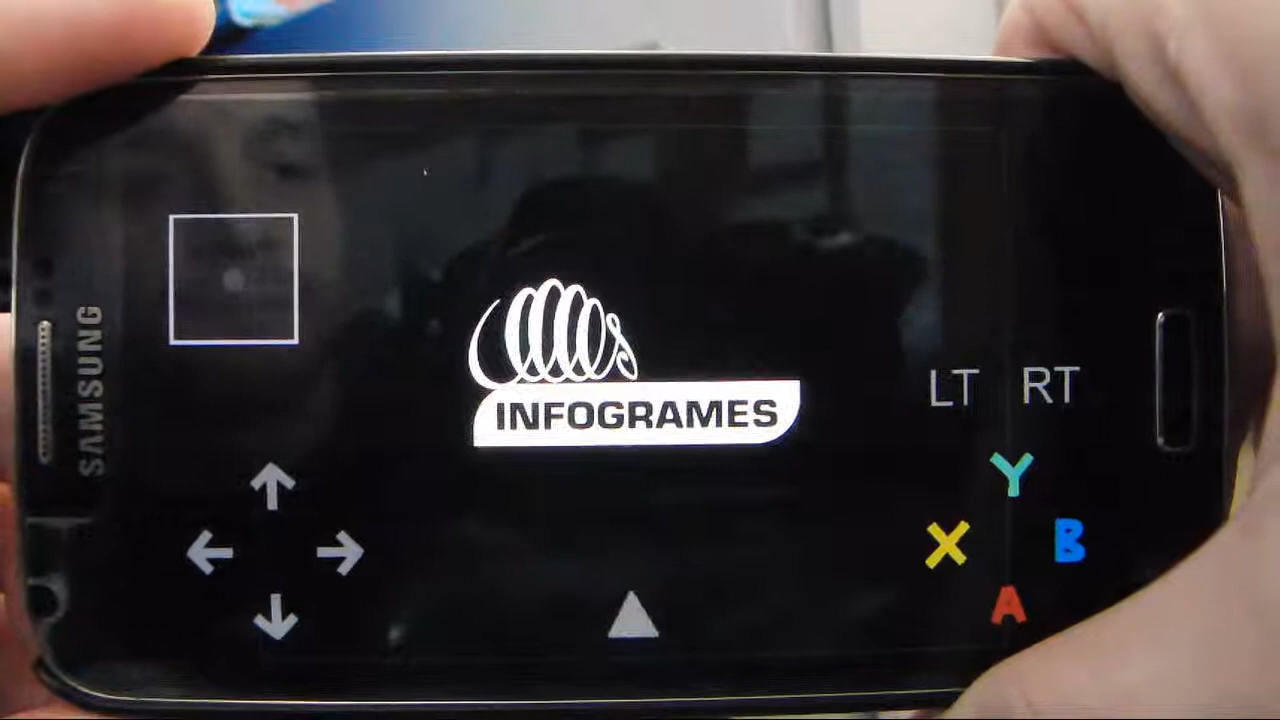 SAMSUNG
INFOGRAMES
LT RT
Y
X B
A